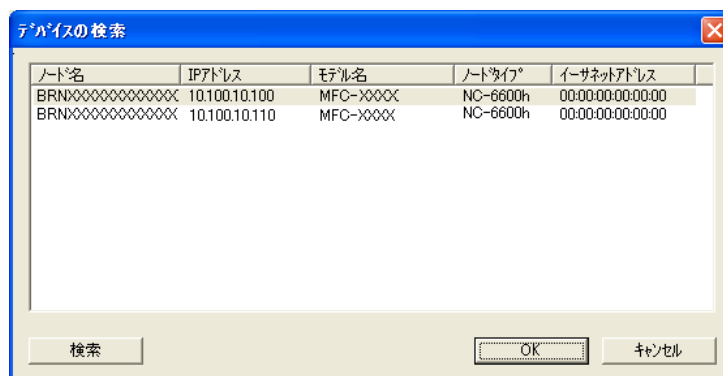 ﾃﾞﾊﾞｲｽの検索
ﾉｰﾄﾞ名 IPｱﾄﾞﾚｽ ﾓﾃﾞﾙ名 ﾉｰﾄﾞﾀｲﾌﾟ ｲｰｻﾈｯﾄｱﾄﾞﾚｽ
BRNXXXXXXXXXXXX 10.100.10.100 MFC-XXXX NC-6600h 00:00:00:00:00:00
BRNXXXXXXXXXXXX 10.100.10.110 MFC-XXXX NC-6600h 00:00:00:00:00:00
検索 OK ｷｬﾝｾﾙ